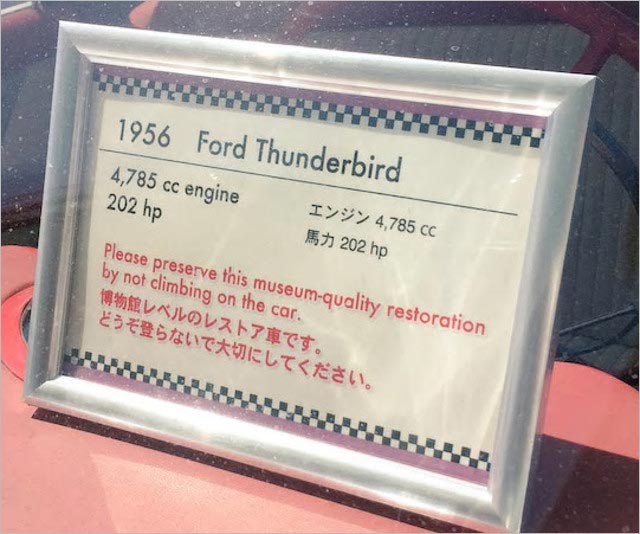 1956 Ford Thunderbird
4,785 cc engine
202 hp
エンジン 4,785 cc
馬力 202 hp
Please preserve this museum-quality restoration
by not climbing on the car.
博物館レベルのレストア車です。
どうぞ登らないで大切にしてください。